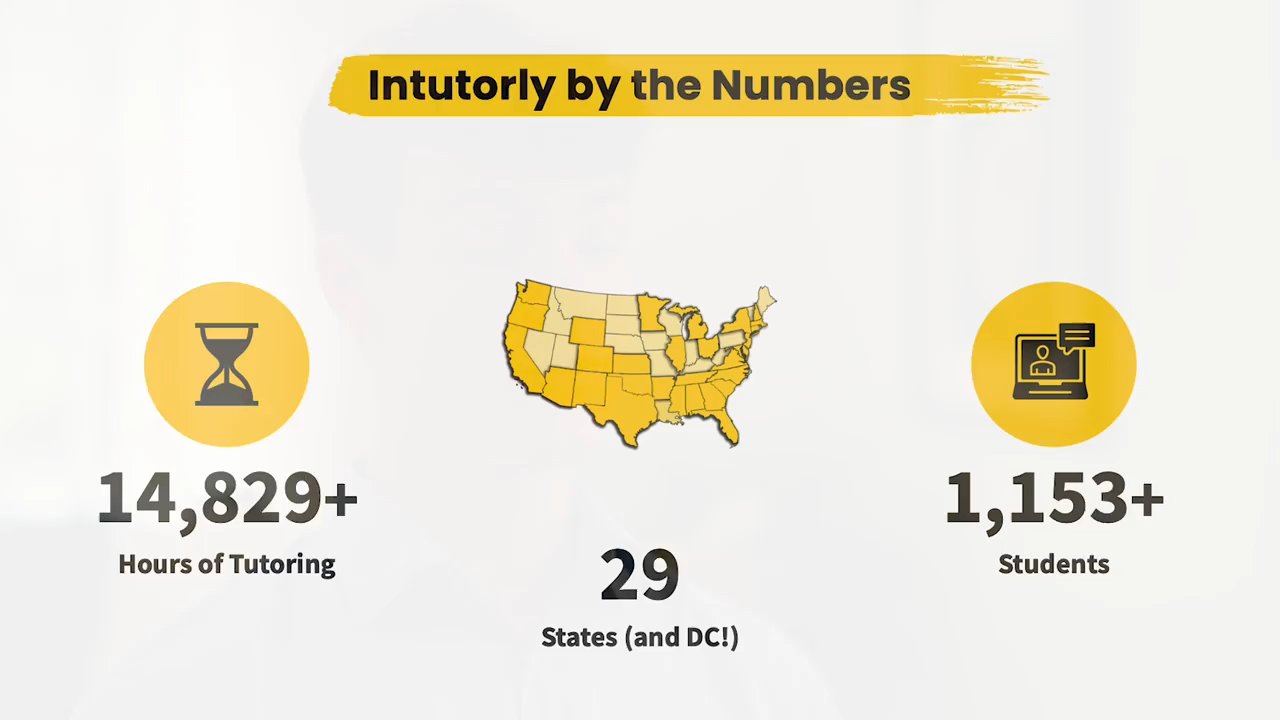 Intutorly by the Numbers
14,829+
Hours of Tutoring
29
States (and DC!)
1,153+
Students